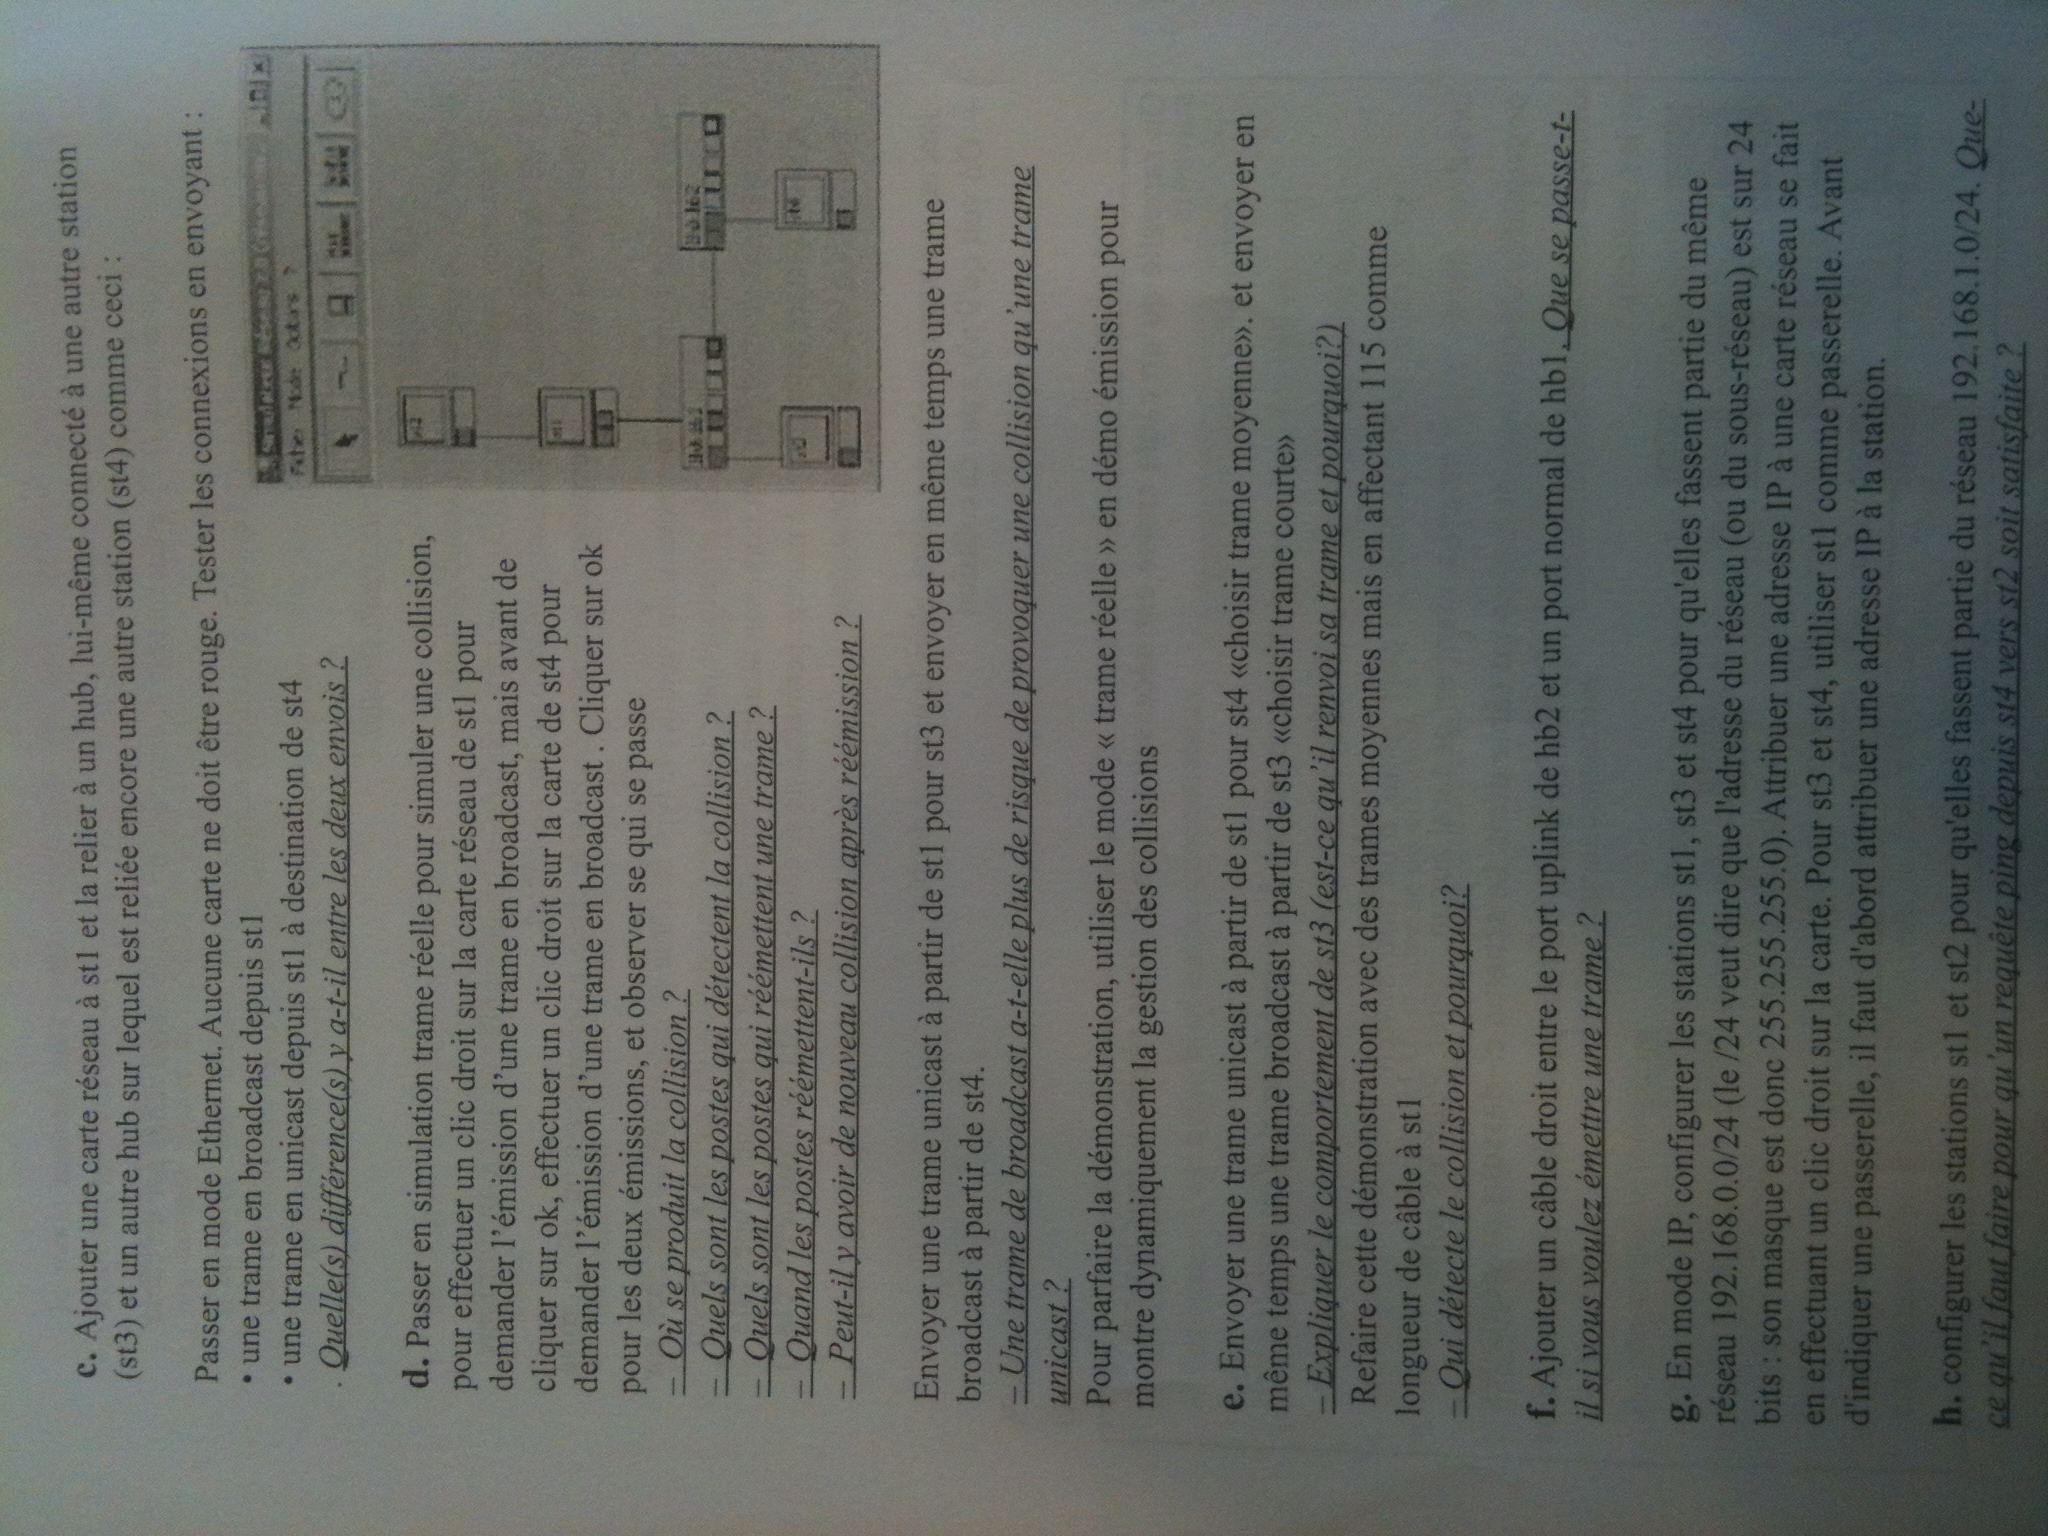 c. Ajouter une carte réseau à st1 et la relier à un hub, lui-même connecté à une autre station
(st3) et un autre hub sur lequel est reliée encore une autre station (st4) comme ceci :
Passer en mode Ethernet. Aucune carte ne doit être rouge. Tester les connexions en envoyant :
• une trame en broadcast depuis st1
• une trame en unicast depuis st1 à destination de st4
. Quelle(s) différence(s) y a-t-il entre les deux envois ?
d. Passer en simulation trame réelle pour simuler une collision,
pour effectuer un clic droit sur la carte réseau de st1 pour
demander l’émission d’une trame en broadcast, mais avant de
cliquer sur ok, effectuer un clic droit sur la carte de st4 pour
demander l’émission d’une trame en broadcast . Cliquer sur ok
pour les deux émissions, et observer se qui se passe
– Où se produit la collision ?
– Quels sont les postes qui détectent la collision ?
– Quels sont les postes qui réémettent une trame ?
– Quand les postes réémettent-ils ?
– Peut-il y avoir de nouveau collision après réémission ?
Fichier Mode ?
st2
st1
Envoyer une trame unicast à partir de st1 pour st3 et envoyer en même temps une trame
broadcast à partir de st4.
– Une trame de broadcast a-t-elle plus de risque de provoquer une collision qu’une trame
unicast ?
Pour parfaire la démonstration, utiliser le mode « trame réelle » en démo émission pour
montre dynamiquement la gestion des collisions
e. Envoyer une trame unicast à partir de st1 pour st4 «choisir trame moyenne». et envoyer en
même temps une trame broadcast à partir de st3 «choisir trame courte»
– Expliquer le comportement de st3 (est-ce qu’il renvoi sa trame et pourquoi?)
Refaire cette démonstration avec des trames moyennes mais en affectant 115 comme
longueur de câble à st1
– Qui détecte le collision et pourquoi?
f. Ajouter un câble droit entre le port uplink de hb2 et un port normal de hb1. Que se passe-t-
il si vous voulez émettre une trame ?
g. En mode IP, configurer les stations st1, st3 et st4 pour qu'elles fassent partie du même
réseau 192.168.0.0/24 (le /24 veut dire que l'adresse du réseau (ou du sous-réseau) est sur 24
bits : son masque est donc 255.255.255.0). Attribuer une adresse IP à une carte réseau se fait
en effectuant un clic droit sur la carte. Pour st3 et st4, utiliser st1 comme passerelle. Avant
d'indiquer une passerelle, il faut d'abord attribuer une adresse IP à la station.
h. configurer les stations st1 et st2 pour qu'elles fassent partie du réseau 192.168.1.0/24. Que-
ce qu’il faut faire pour qu’un requête ping depuis st4 vers st2 soit satisfaite ?